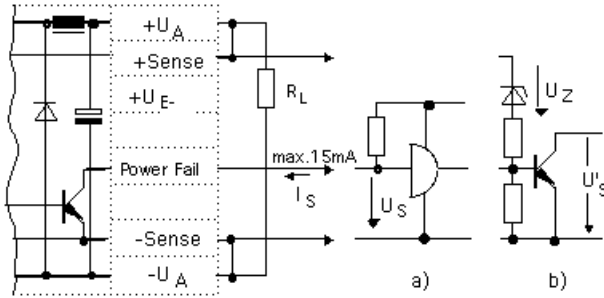 +U_A
+Sense
+U_E-
R_L
Power Fail
max.15mA
I_S
-Sense
-U_A
U_S
a)
U_Z
U'_S
b)